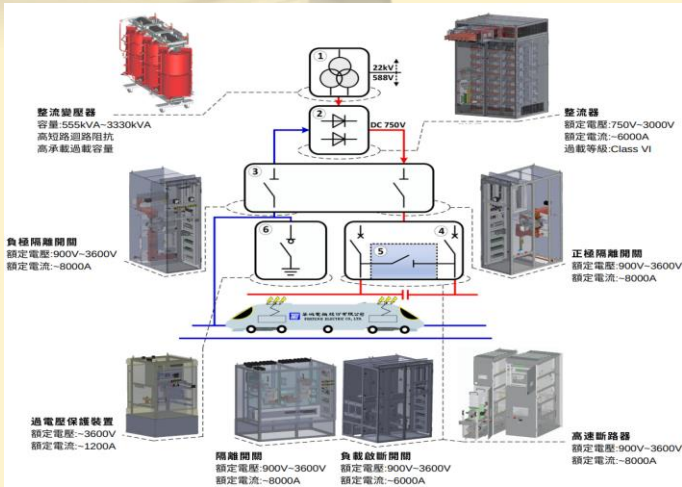 ①
22kV
588V
整流變壓器
容量:555kVA~3330kVA
高短路迴路阻抗
高承載過載容量
②
DC 750V
整流器
額定電壓:750V~3000V
額定電流:~6000A
過載等級:Class VI
③
負極隔離開關
額定電壓:900V~3600V
額定電流:~8000A
⑥
④
⑤
正極隔離開關
額定電壓:900V~3600V
額定電流:~8000A
過電壓保護裝置
額定電壓:~3600V
額定電流:~1200A
隔離開關
額定電壓:900V~3600V
額定電流:~8000A
負載啟斷開關
額定電壓:900V~3600V
額定電流:~6000A
高速斷路器
額定電壓:900V~3600V
額定電流:~8000A